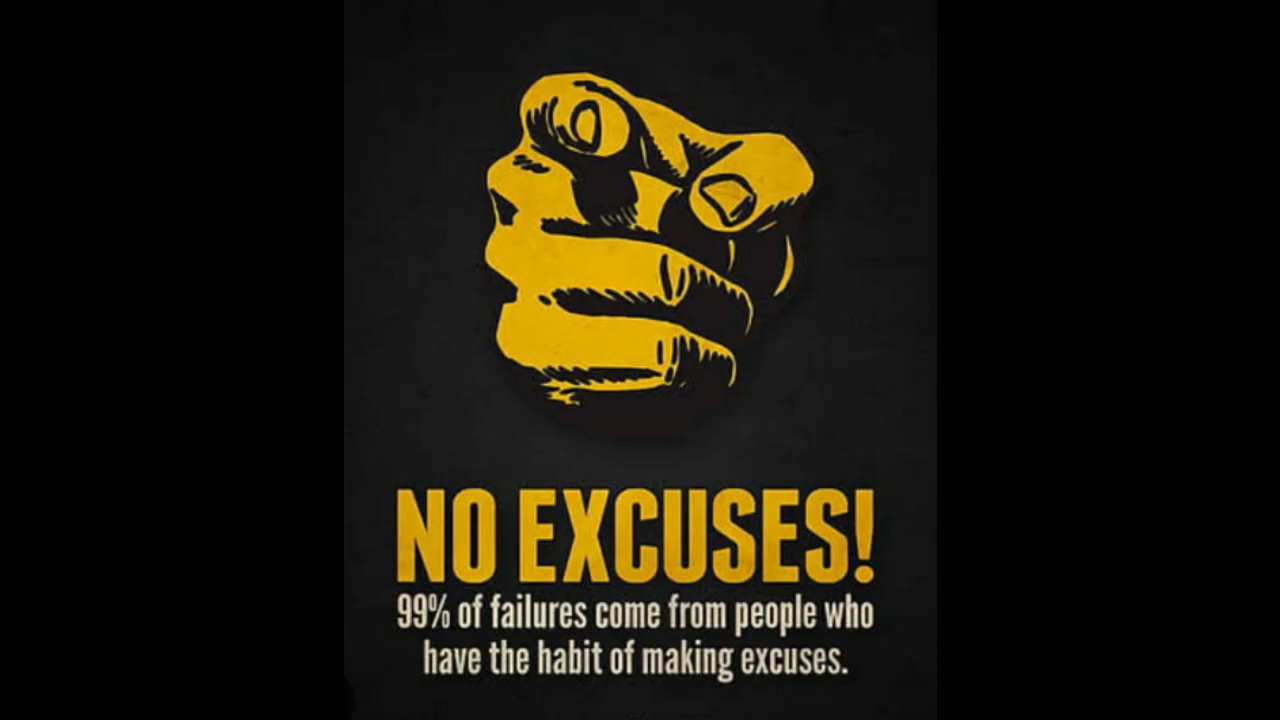 NO EXCUSES!
99% of failures come from people who
have the habit of making excuses.